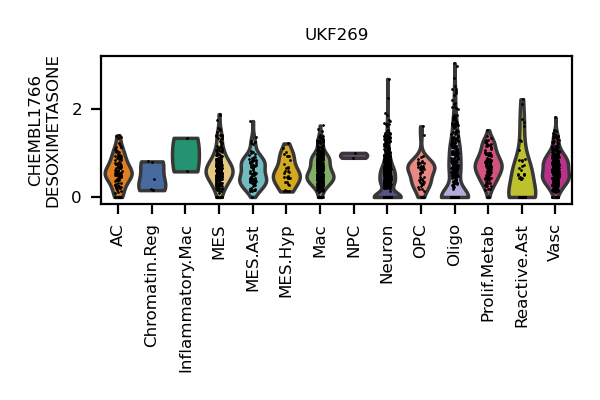 UKF269
CHEMBL1766
DESOXIMETASONE
2
0
AC
Chromatin.Reg
Inflammatory.Mac
MES
MES.Ast
MES.Hyp
Mac
NPC
Neuron
OPC
Oligo
Prolif.Metab
Reactive.Ast
Vasc